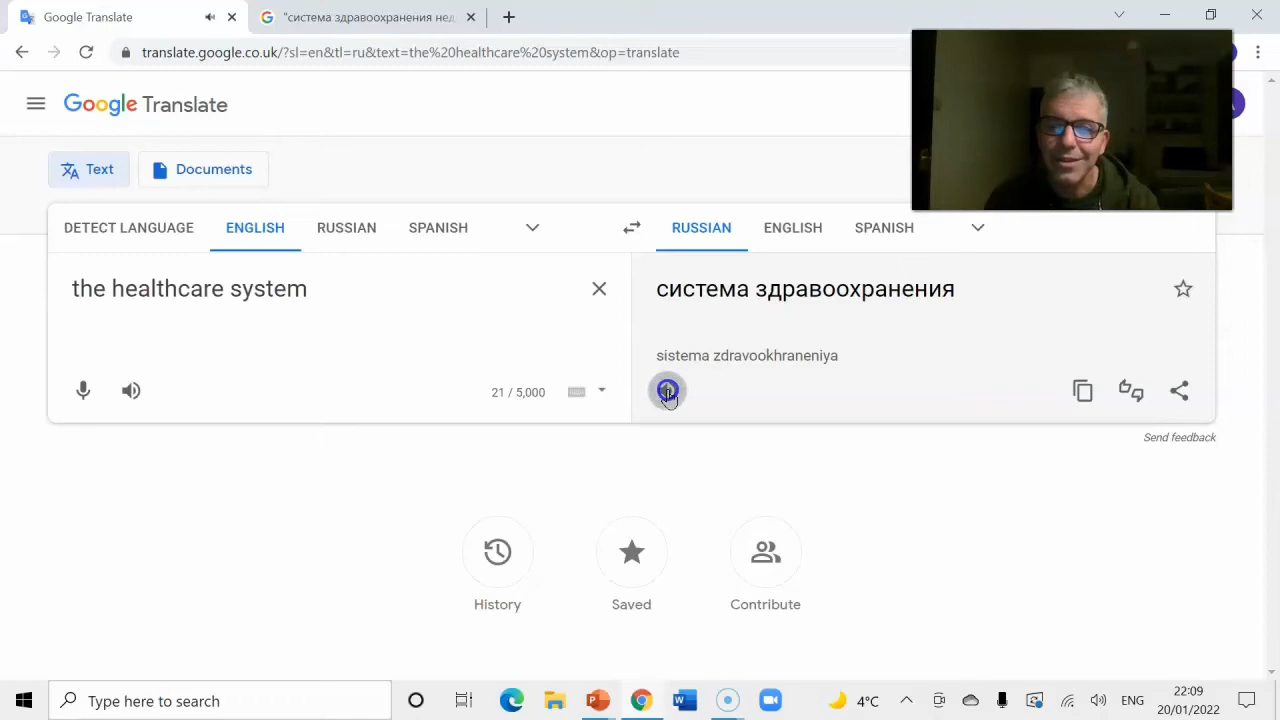 Google Translate
"система здравоохранения нед
translate.google.co.uk/?sl=en&tl=ru&text=the%20healthcare%20system&op=translate
Google Translate
Text
Documents
DETECT LANGUAGE ENGLISH RUSSIAN SPANISH
RUSSIAN ENGLISH SPANISH
the healthcare system
система здравоохранения
sistema zdravookhraneniya
21 / 5,000
Send feedback
History
Saved
Contribute
Type here to search
4°C
ENG
22:09
20/01/2022